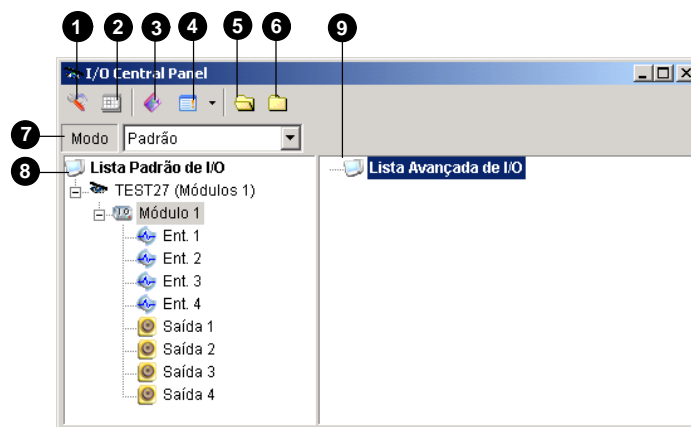 1 2 3 4 5 6 9
I/O Central Panel
7 Modo Padrão
8 Lista Padrão de I/O
Lista Avançada de I/O
TEST27 (Módulos 1)
Módulo 1
Ent. 1
Ent. 2
Ent. 3
Ent. 4
Saída 1
Saída 2
Saída 3
Saída 4